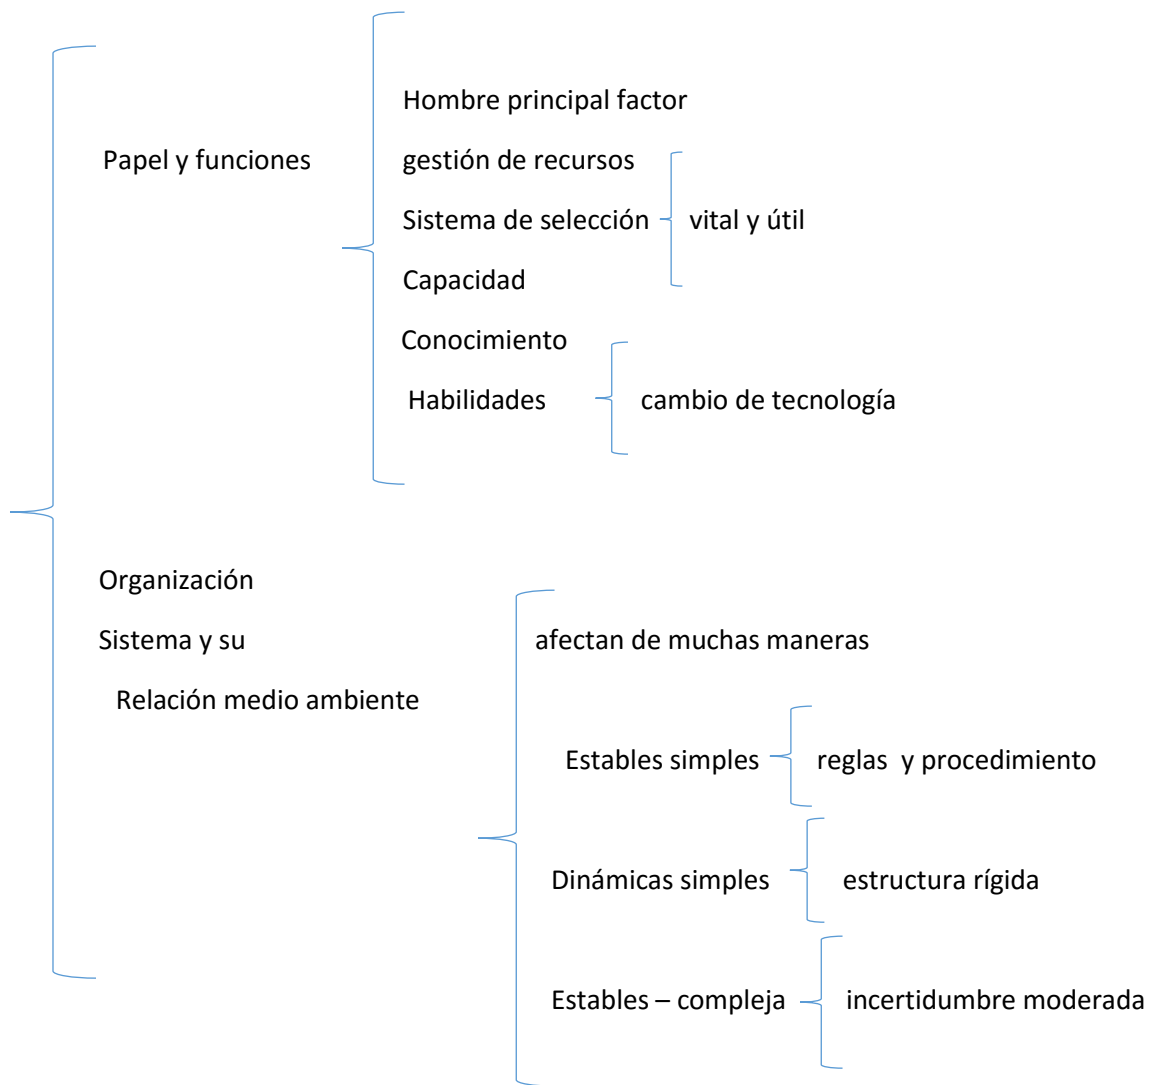 Hombre principal factor
Papel y funciones
gestión de recursos
Sistema de selección
vital y útil
Capacidad
Conocimiento
Habilidades
cambio de tecnología
Organización
Sistema y su
afectan de muchas maneras
Relación medio ambiente
Estables simples
reglas  y procedimiento
Dinámicas simples
estructura rígida
Estables – compleja
incertidumbre moderada